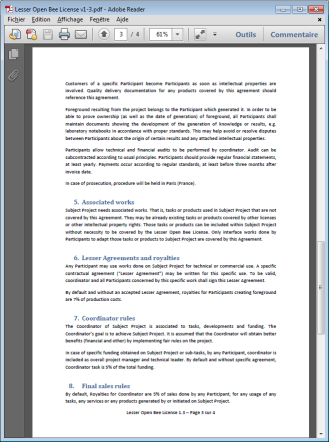 Lesser Open Bee License v1-3.pdf - Adobe Reader
Fichier Edition Affichage Fenêtre Aide
3 / 4 61% Outils Commentaire
Customers of a specific Participant become Participants as soon as intellectual properties are
involved. Quality delivery documentation for any products covered by this agreement should
reference this agreement.
Foreground resulting from the project belongs to the Participant which generated it. In order to be
able to prove ownership (as well as the date of generation) of foreground, all Participants shall
maintain documents showing the development of the generation of knowledge or results, e.g.
laboratory notebooks in accordance with proper standards. This may help avoid or resolve disputes
between Participants about the origin of certain results and any attached intellectual properties.
Participants allow technical and financial audits to be performed by coordinator. Audit can be
subcontracted according to usual principles. Participants should provide regular financial statements,
at least yearly. Payments occur according to regular standards, at least before three months after
invoice date.
In case of prosecution, procedure will be held in Paris (France).
5. Associated works
Subject Project needs associated works. That is, tasks or products used in Subject Project that are not
covered by this Agreement. They may be already existing tasks or products covered by other licenses
or other intellectual property rights. Those tasks or products can be included within Subject Project
without necessity to be covered by the Lesser Open Bee License. Only interface works done by
Participants to adapt those tasks or products to Subject Project are covered by this Agreement.
6. Lesser Agreements and royalties
Any Participant may use works done on Subject Project for technical or commercial use. A specific
contractual agreement ("Lesser Agreement") may be written for this specific use. To be valid,
coordinator and all Participants concerned by this specific work shall sign this Lesser Agreement.
By default and without an accepted Lesser Agreement, royalties for Participants creating foreground
are 7% of production costs.
7. Coordinator rules
The Coordinator of Subject Project is associated to tasks, developments and funding. The
Coordinator's goal is to achieve Subject Project. It is assumed that the Coordinator will obtain better
benefits (financial and other) by implementing fair rules on the project.
In case of specific funding obtained on Subject Project or sub-tasks, by any Participant, coordinator is
included as overall project manager and technical leader. By default and without specific agreement,
Coordinator task is 5% of the total funding.
8. Final sales rules
By default, Royalties for Coordinator are 5% of sales done by any Participant, for any usage of any
tasks, any services or any products generated by or initiated on Subject Project.
Lesser Open Bee License 1.3 – Page 3 sur 4